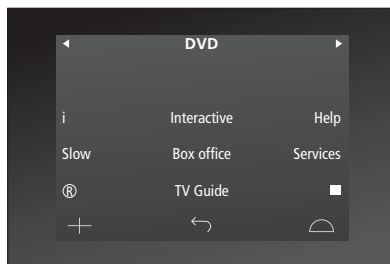 DVD
i Interactive Help
Slow Box office Services
® TV Guide